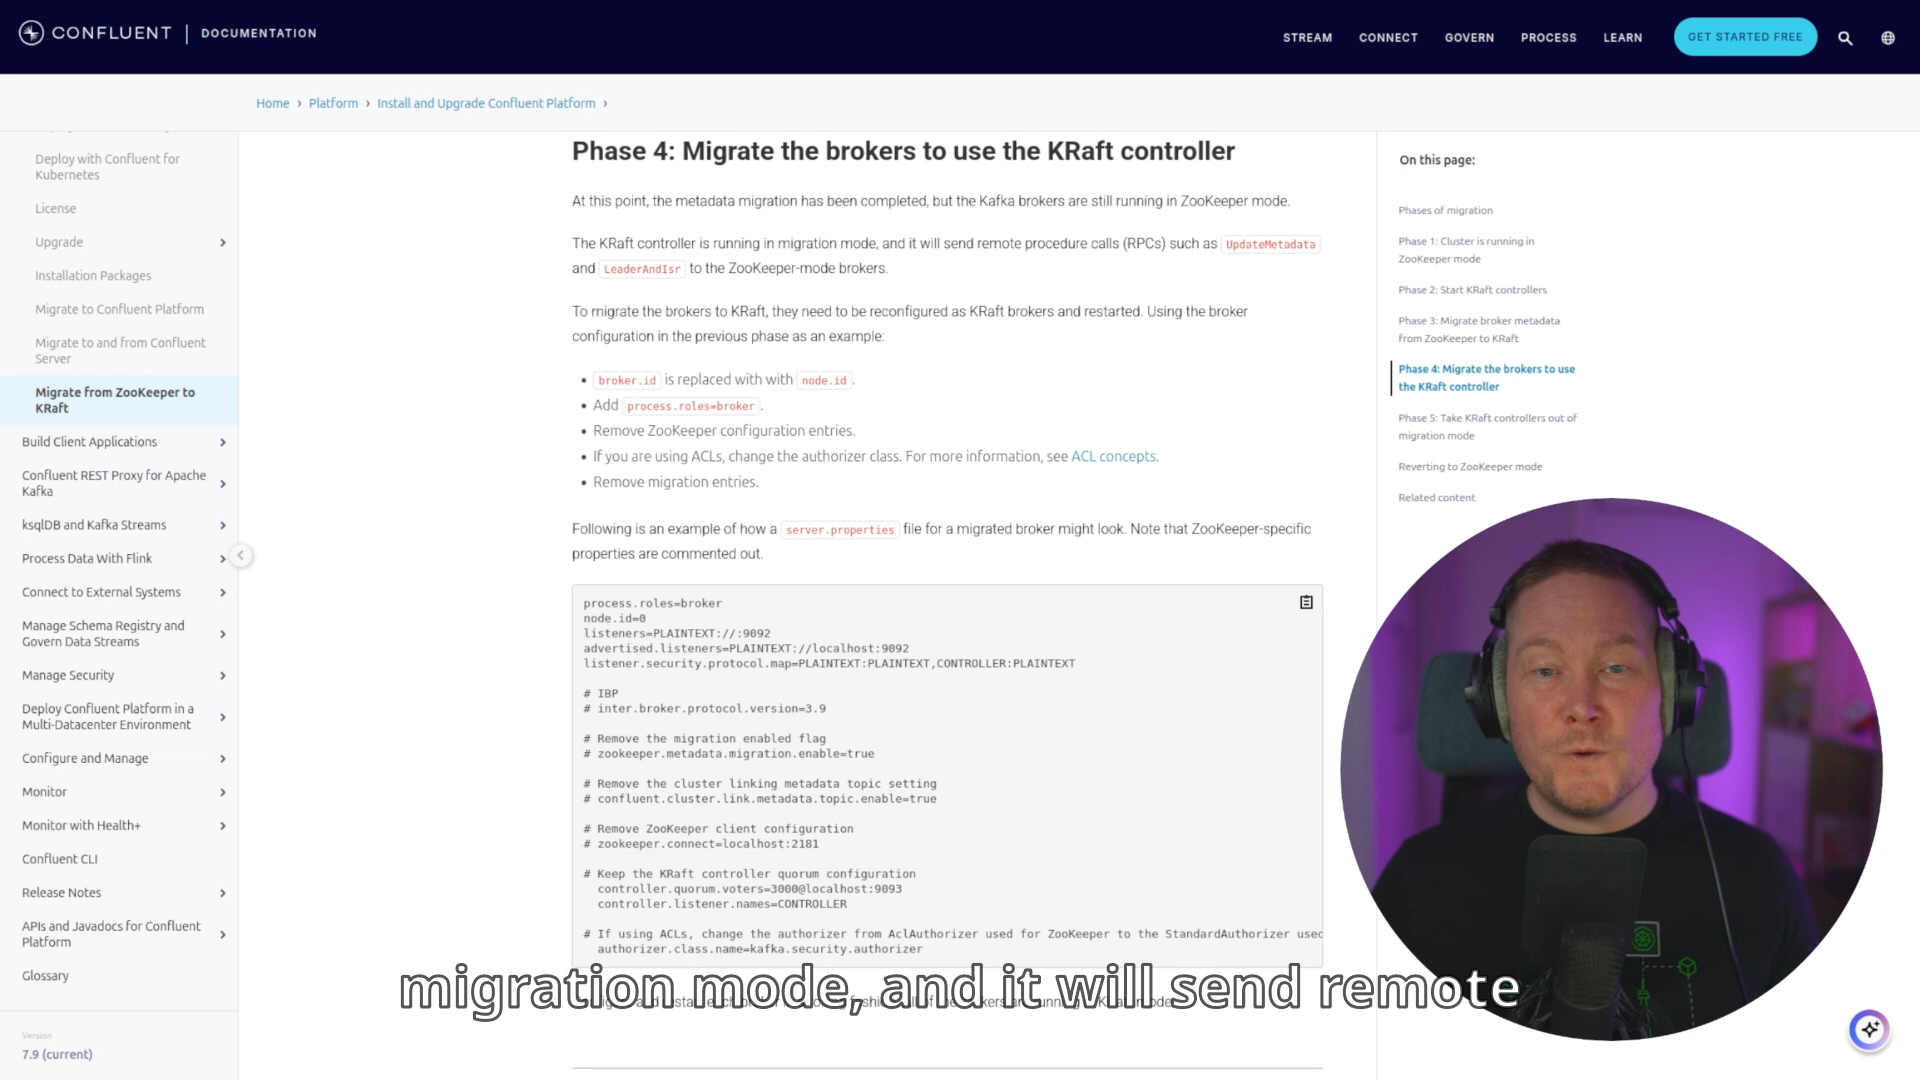 CONFLUENT
DOCUMENTATION
STREAM
CONNECT
GOVERN
PROCESS
LEARN
GET STARTED FREE
Home › Platform › Install and Upgrade Confluent Platform ›
Deploy with Confluent for
Kubernetes
License
Upgrade
Installation Packages
Migrate to Confluent Platform
Migrate to and from Confluent
Server
Migrate from ZooKeeper to
KRaft
Build Client Applications
Confluent REST Proxy for Apache
Kafka
ksqlDB and Kafka Streams
Process Data With Flink
Connect to External Systems
Manage Schema Registry and
Govern Data Streams
Manage Security
Deploy Confluent Platform in a
Multi-Datacenter Environment
Configure and Manage
Monitor
Monitor with Health+
Confluent CLI
Release Notes
APIs and Javadocs for Confluent
Platform
Glossary
Version
7.9 (current)
Phase 4: Migrate the brokers to use the KRaft controller
At this point, the metadata migration has been completed, but the Kafka brokers are still running in ZooKeeper mode.
The KRaft controller is running in migration mode, and it will send remote procedure calls (RPCs) such as UpdateMetadata
and LeaderAndIsr to the ZooKeeper-mode brokers.
To migrate the brokers to KRaft, they need to be reconfigured as KRaft brokers and restarted. Using the broker
configuration in the previous phase as an example:
• broker.id is replaced with with node.id.
• Add process.roles=broker.
• Remove ZooKeeper configuration entries.
• If you are using ACLs, change the authorizer class. For more information, see ACL concepts.
• Remove migration entries.
Following is an example of how a server.properties file for a migrated broker might look. Note that ZooKeeper-specific
properties are commented out.
process.roles=broker
node.id=0
listeners=PLAINTEXT://:9092
advertised.listeners=PLAINTEXT://localhost:9092
listener.security.protocol.map=PLAINTEXT:PLAINTEXT,CONTROLLER:PLAINTEXT
# IBP
# inter.broker.protocol.version=3.9
# Remove the migration enabled flag
# zookeeper.metadata.migration.enable=true
# Remove the cluster linking metadata topic setting
# confluent.cluster.link.metadata.topic.enable=true
# Remove ZooKeeper client configuration
# zookeeper.connect=localhost:2181
# Keep the KRaft controller quorum configuration
controller.quorum.voters=3000@localhost:9093
controller.listener.names=CONTROLLER
# If using ACLs, change the authorizer from AclAuthorizer used for ZooKeeper to the StandardAuthorizer used
authorizer.class.name=kafka.security.authorizer
migration mode, and it will send remote
On this page:
Phases of migration
Phase 1: Cluster is running in
ZooKeeper mode
Phase 2: Start KRaft controllers
Phase 3: Migrate broker metadata
from ZooKeeper to KRaft
Phase 4: Migrate the brokers to use
the KRaft controller
Phase 5: Take KRaft controllers out of
migration mode
Reverting to ZooKeeper mode
Related content